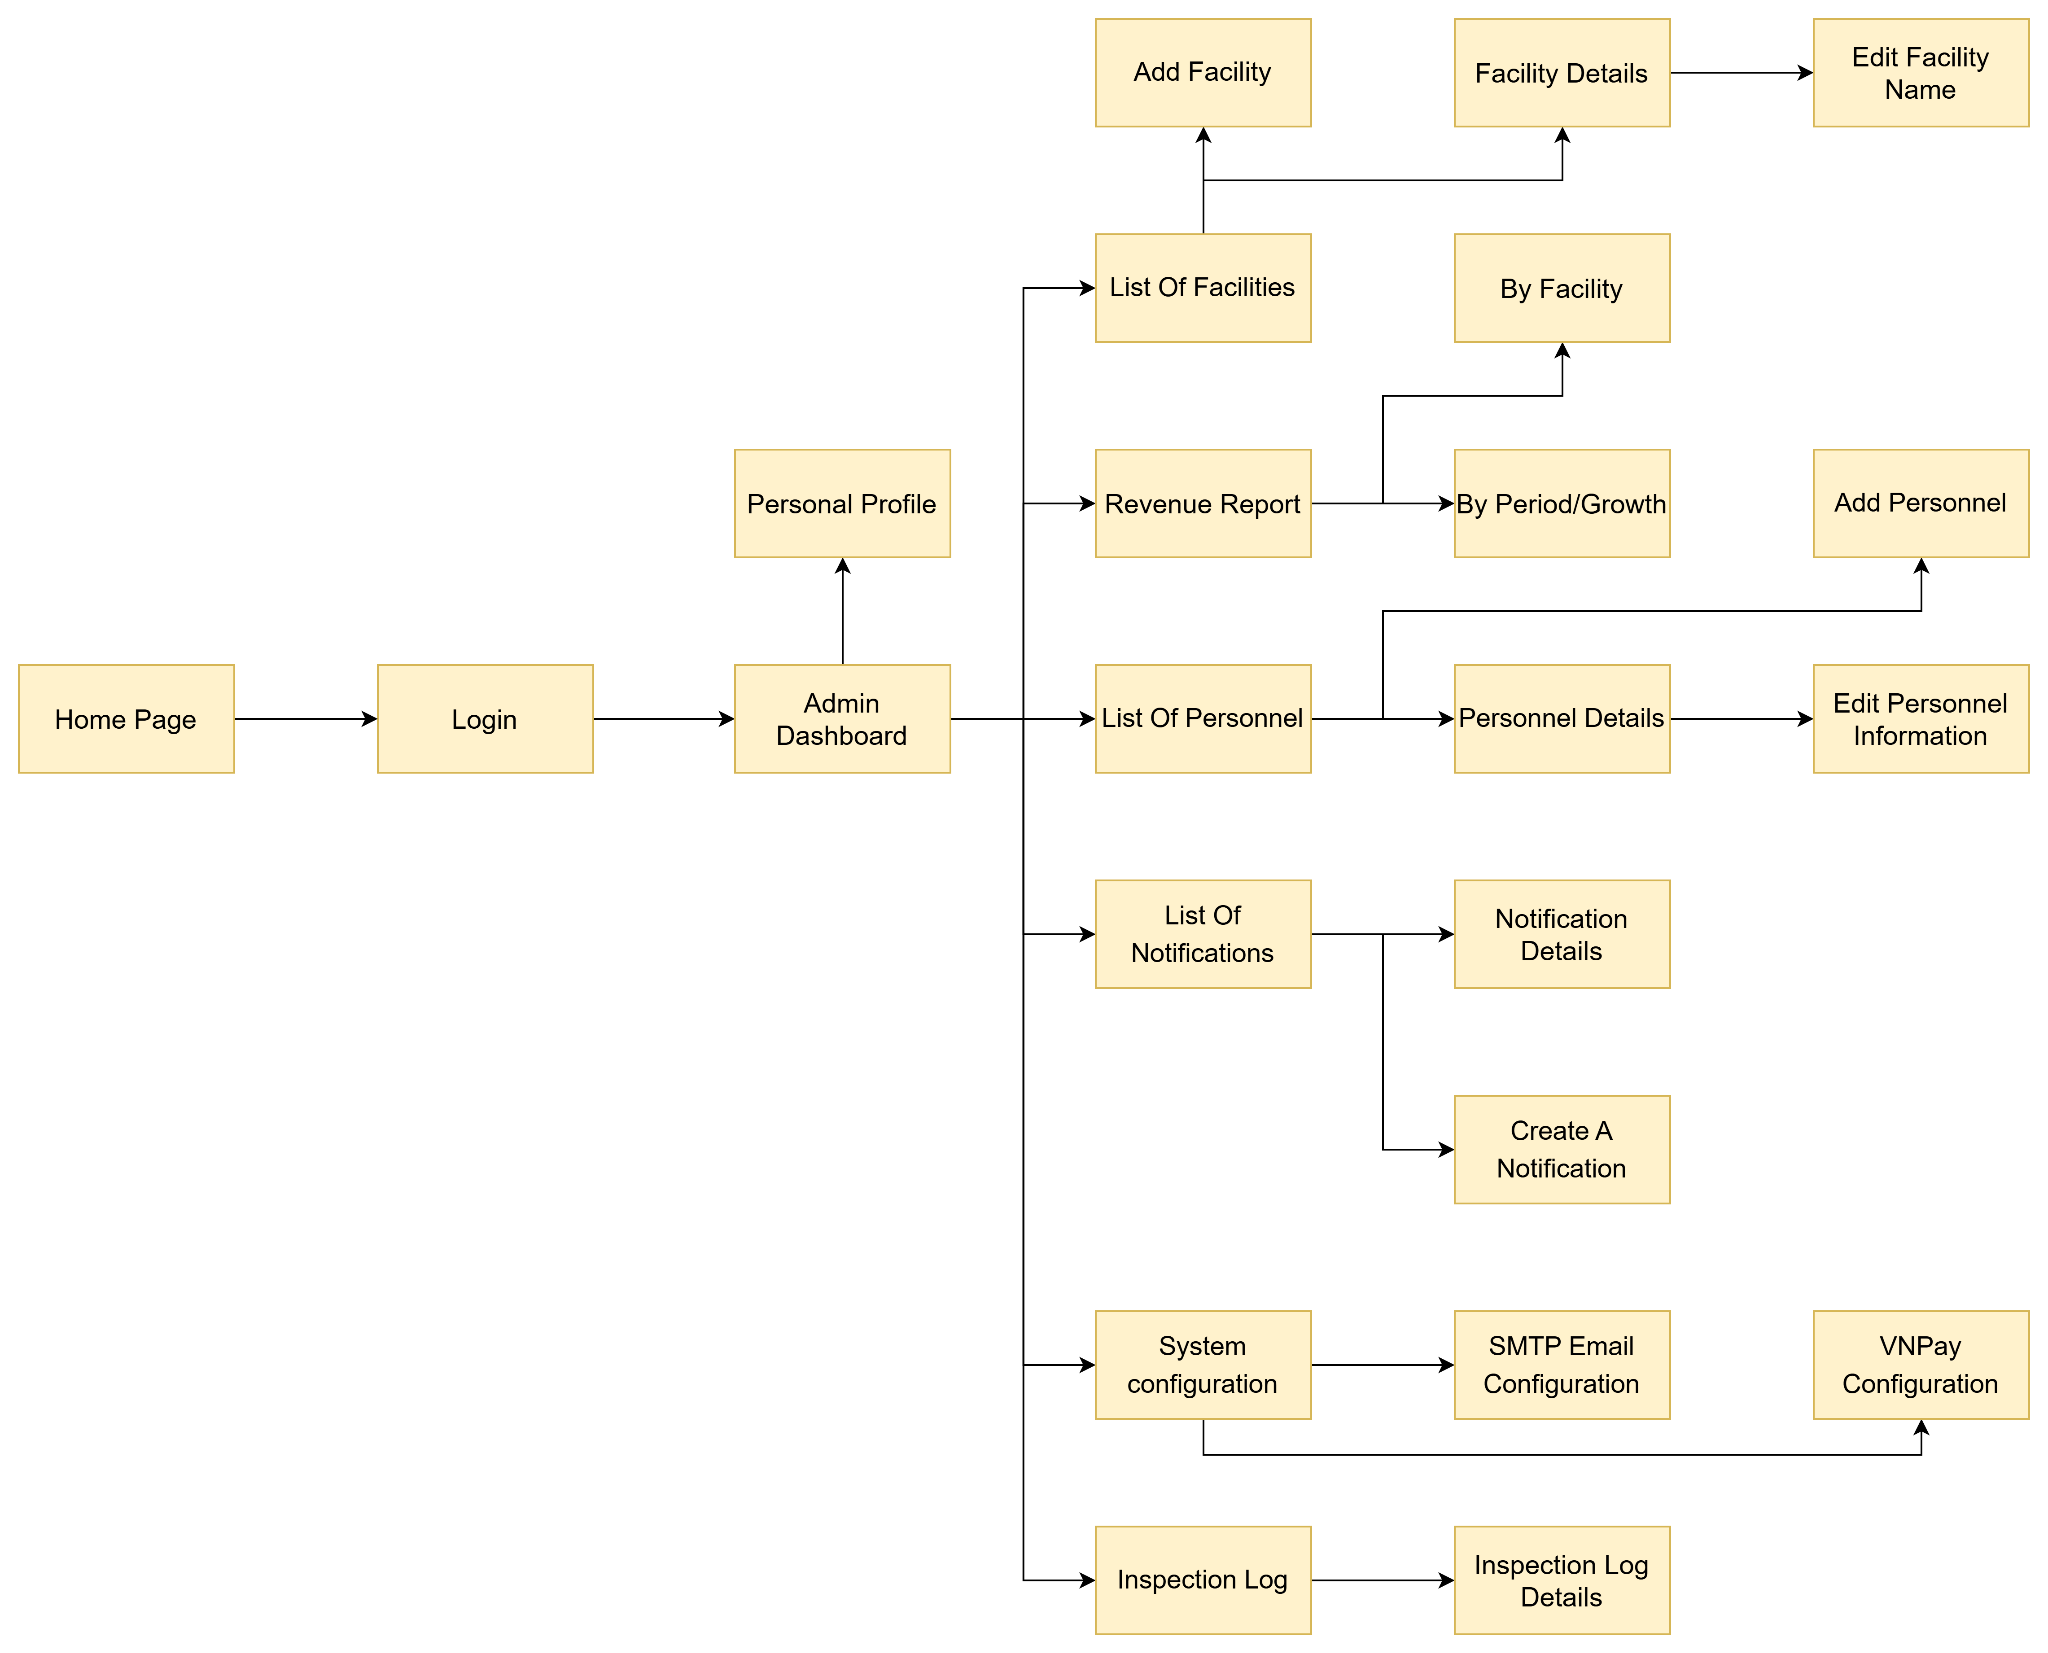 Add Facility
Facility Details
Edit Facility
Name
List Of Facilities
By Facility
Personal Profile
Revenue Report
By Period/Growth
Add Personnel
Home Page
Login
Admin
Dashboard
List Of Personnel
Personnel Details
Edit Personnel
Information
List Of
Notifications
Notification
Details
Create A
Notification
System
configuration
SMTP Email
Configuration
VNPay
Configuration
Inspection Log
Inspection Log
Details